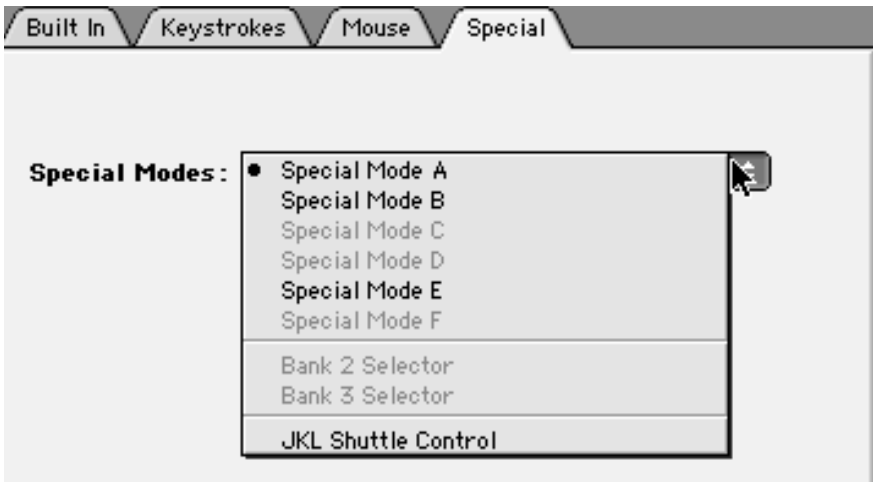 Built In Keystrokes Mouse Special
Special Modes: Special Mode A
Special Mode B
Special Mode C
Special Mode D
Special Mode E
Special Mode F
Bank 2 Selector
Bank 3 Selector
JKL Shuttle Control